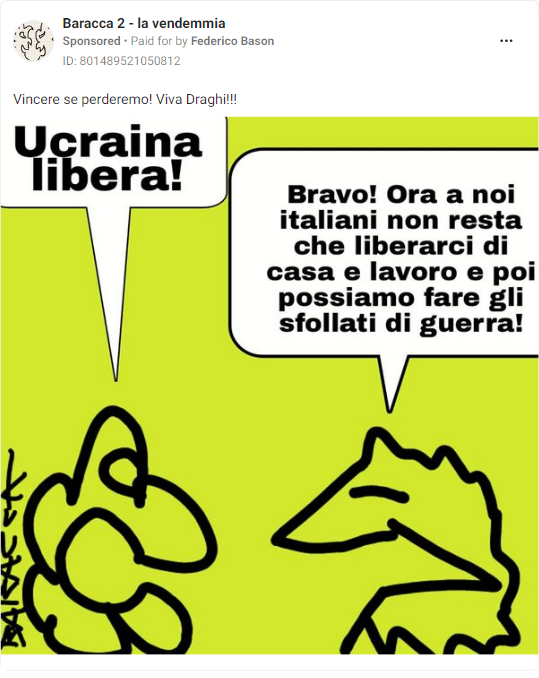 Baracca 2 - la vendemmia
Sponsored • Paid for by Federico Bason
ID: 801489521050812
Vincere se perderemo! Viva Draghi!!!
Ucraina
libera!
Bravo! Ora a noi
italiani non resta
che liberarci di
casa e lavoro e poi
possiamo fare gli
sfollati di guerra!